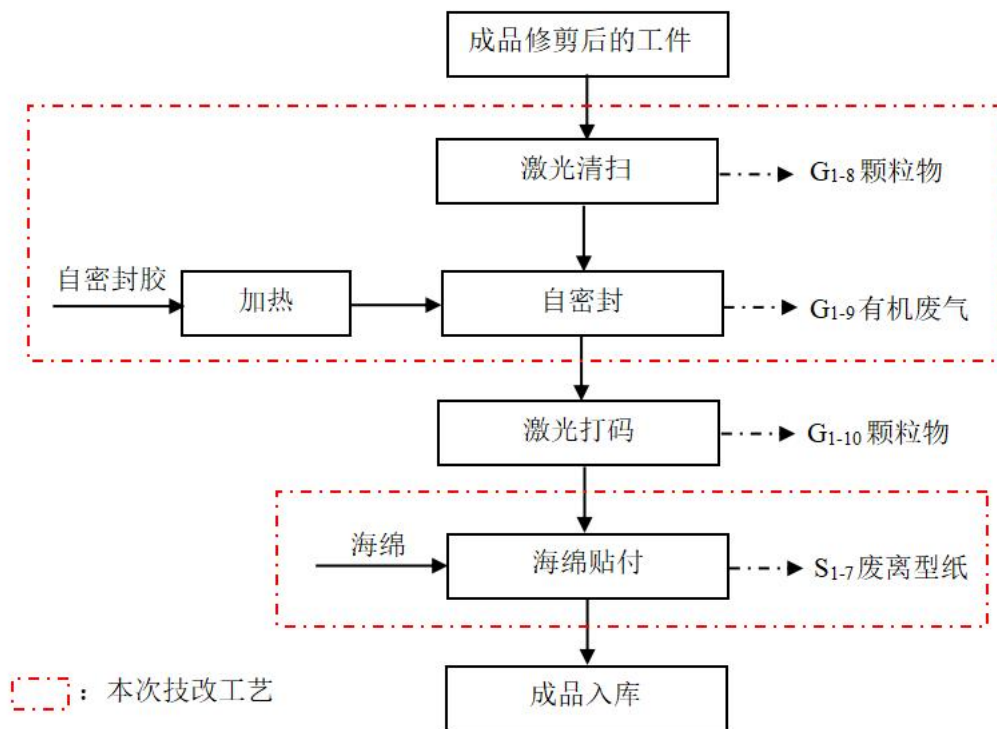 成品修剪后的工件
激光清扫
G1-8颗粒物
自密封胶
加热
自密封
G1-9有机废气
激光打码
G1-10颗粒物
海绵
海绵贴付
S1-7废离型纸
：本次技改工艺
成品入库